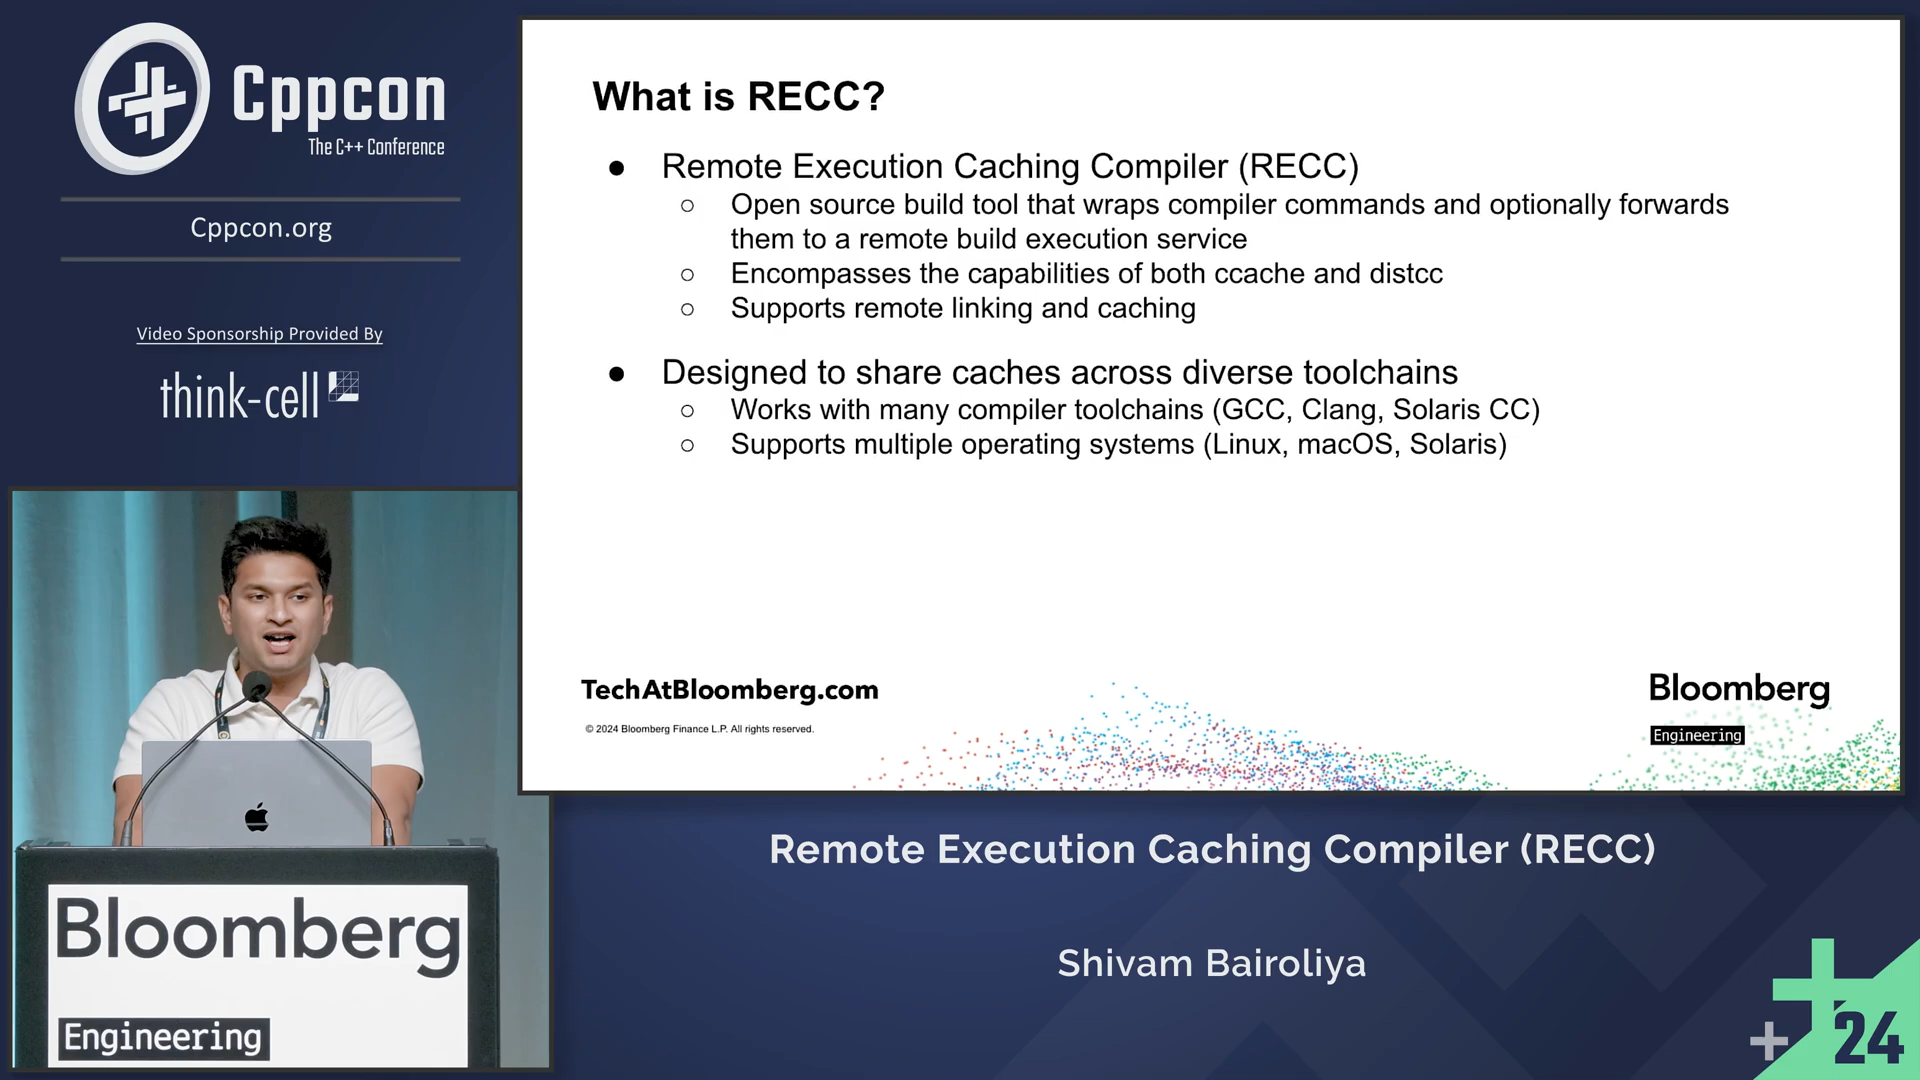 Cppcon
The C++ Conference
Cppcon.org
Video Sponsorship Provided By
think-cell
What is RECC?
● Remote Execution Caching Compiler (RECC)
○ Open source build tool that wraps compiler commands and optionally forwards
them to a remote build execution service
○ Encompasses the capabilities of both ccache and distcc
○ Supports remote linking and caching
● Designed to share caches across diverse toolchains
○ Works with many compiler toolchains (GCC, Clang, Solaris CC)
○ Supports multiple operating systems (Linux, macOS, Solaris)
TechAtBloomberg.com
© 2024 Bloomberg Finance L.P. All rights reserved.
Bloomberg
Engineering
Bloomberg
Engineering
Remote Execution Caching Compiler (RECC)
Shivam Bairoliya
24